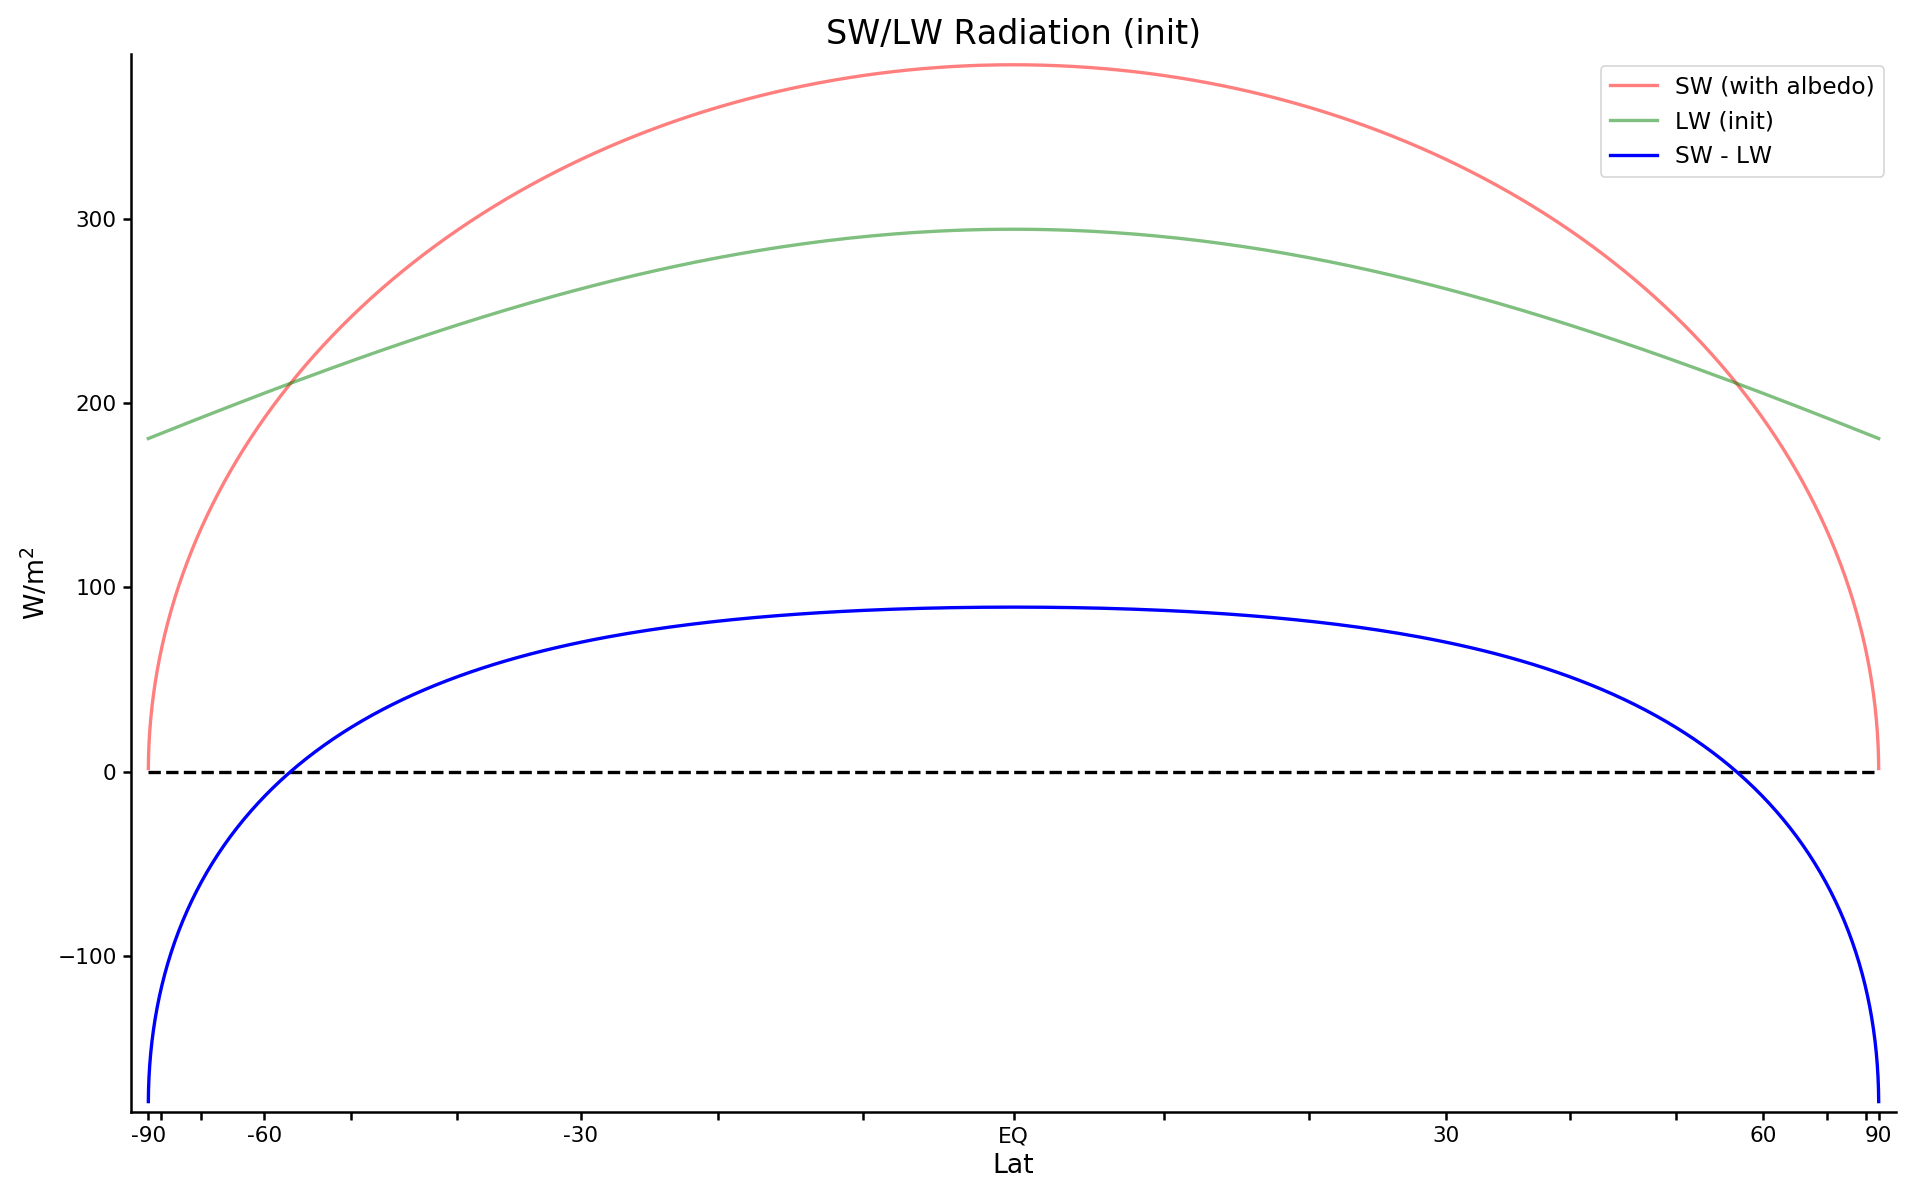 SW/LW Radiation (init)
SW (with albedo)
LW (init)
SW - LW
W/m²
300
200
100
0
−100
-90
-60
-30
EQ
30
60
90
Lat